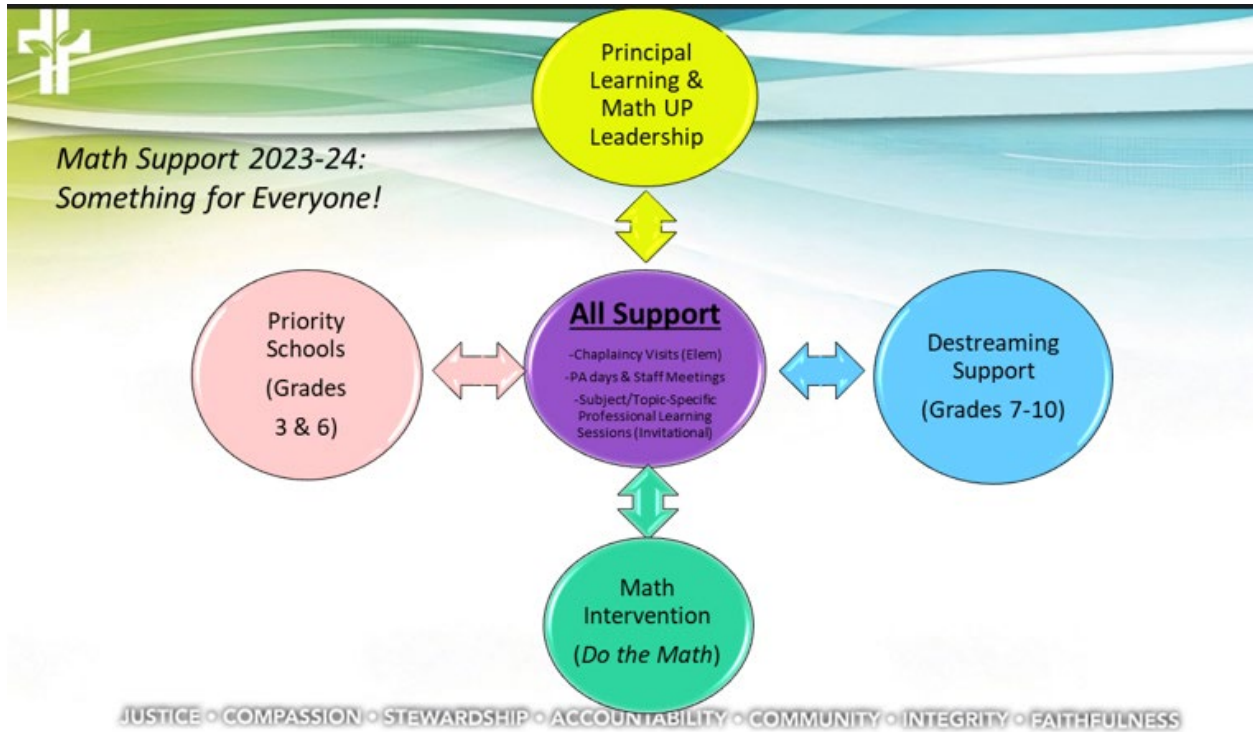 Principal
Learning &
Math UP
Leadership
Math Support 2023-24:
Something for Everyone!
Priority
Schools
(Grades
3 & 6)
All Support
-Chaplaincy Visits (Elem)
-PA days & Staff Meetings
-Subject/Topic-Specific
Professional Learning
Sessions (Invitational)
Destreaming
Support
(Grades 7-10)
Math
Intervention
(Do the Math)
JUSTICE • COMPASSION • STEWARDSHIP • ACCOUNTABILITY • COMMUNITY • INTEGRITY • FAITHFULNESS